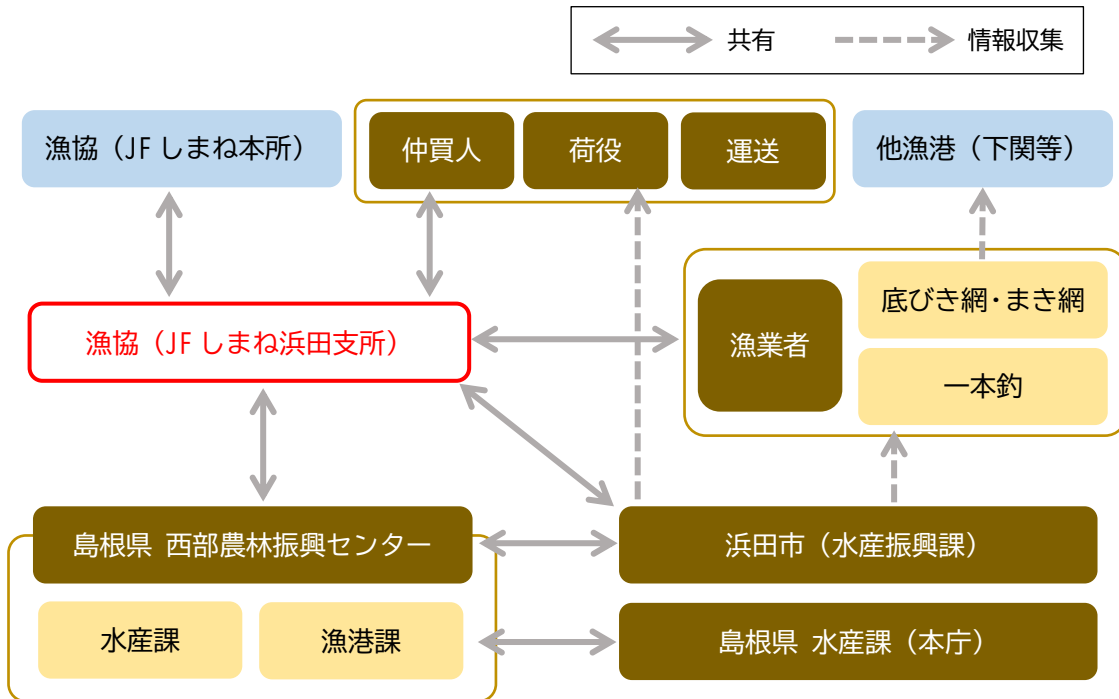 共有
情報収集
漁協（JFしまね本所）
仲買人
荷役
運送
他漁港（下関等）
漁協（JFしまね浜田支所）
漁業者
底びき網・まき網
一本釣
島根県 西部農林振興センター
浜田市（水産振興課）
水産課
漁港課
島根県 水産課（本庁）